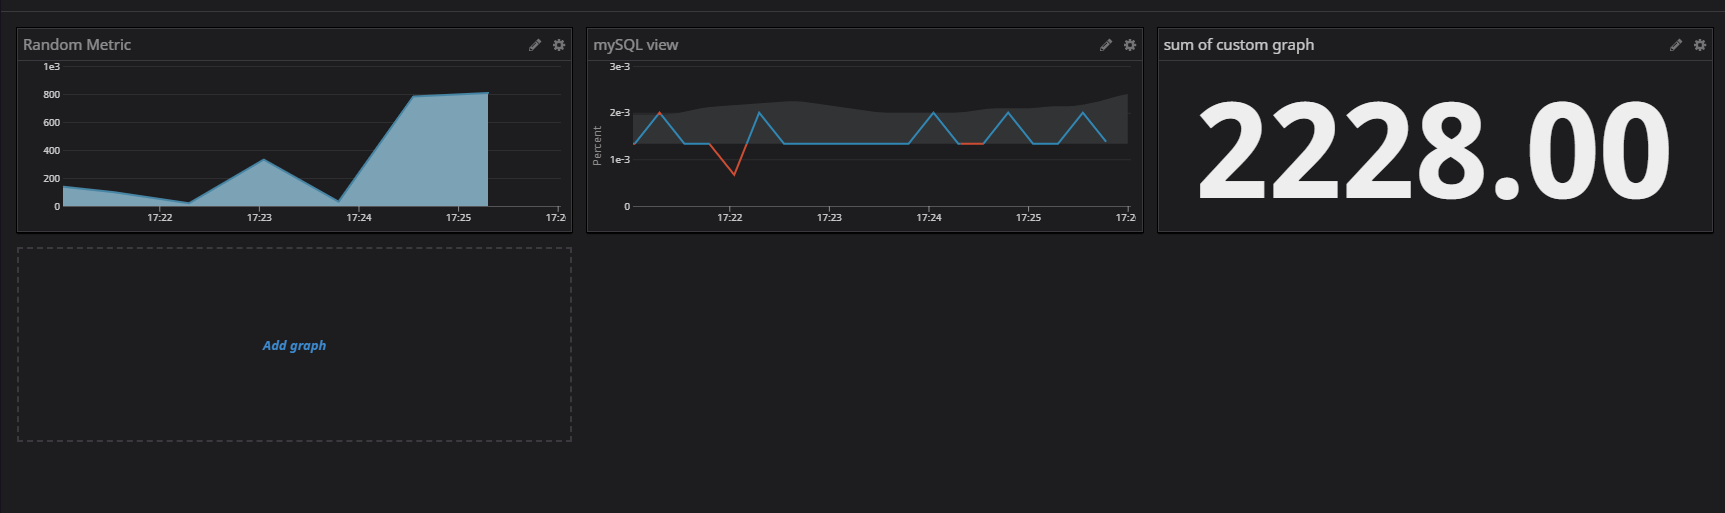 Random Metric
1e3
800
600
400
200
0
17:22
17:23
17:24
17:25
mySQL view
3e-3
2e-3
1e-3
0
Percent
17:22
17:23
17:24
17:25
17:2
sum of custom graph
2228.00
Add graph